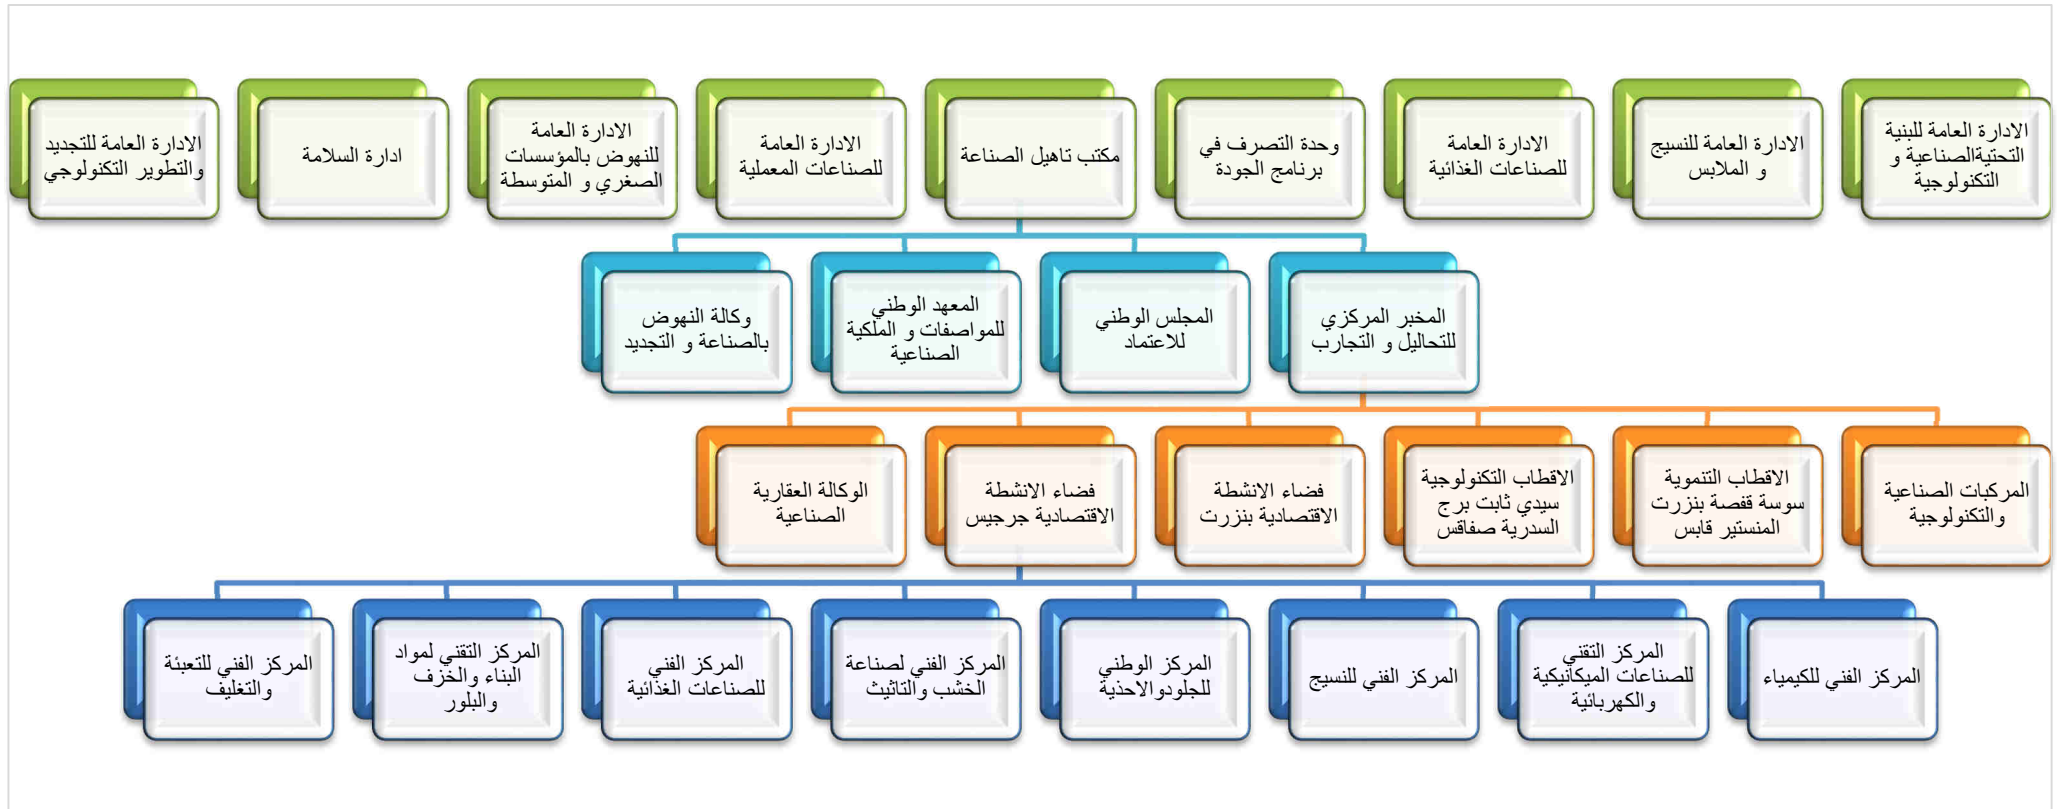 الادارة العامة للبنية
التحتيةالصناعية و
التكنولوجية
الادارة العامة للنسيج
و الملابس
الادارة العامة
للصناعات الغذائية
وحدة التصرف في
برنامج الجودة
مكتب تاهيل الصناعة
الادارة العامة
للصناعات المعملية
الادارة العامة
للنهوض بالمؤسسات
الصغري و المتوسطة
ادارة السلامة
الادارة العامة للتجديد
والتطوير التكنولوجي
المخبر المركزي
للتحاليل و التجارب
المجلس الوطني
للاعتماد
المعهد الوطني
للمواصفات و الملكية
الصناعية
وكالة النهوض
بالصناعة و التجديد
المركبات الصناعية
والتكنولوجية
الاقطاب التنموية
سوسة قفصة بنزرت
المنستير قابس
الاقطاب التكنولوجية
سيدي ثابت برج
السدرية صفاقس
فضاء الانشطة
الاقتصادية بنزرت
فضاء الانشطة
الاقتصادية جرجيس
الوكالة العقارية
الصناعية
المركز الفني للكيمياء
المركز التقني
للصناعات الميكانيكية
والكهربائية
المركز الفني للنسيج
المركز الوطني
للجلودوالاحذية
المركز الفني لصناعة
الخشب والتاثيث
المركز الفني
للصناعات الغذائية
المركز التقني لمواد
البناء والخزف
والبلور
المركز الفني للتعبئة
والتغليف